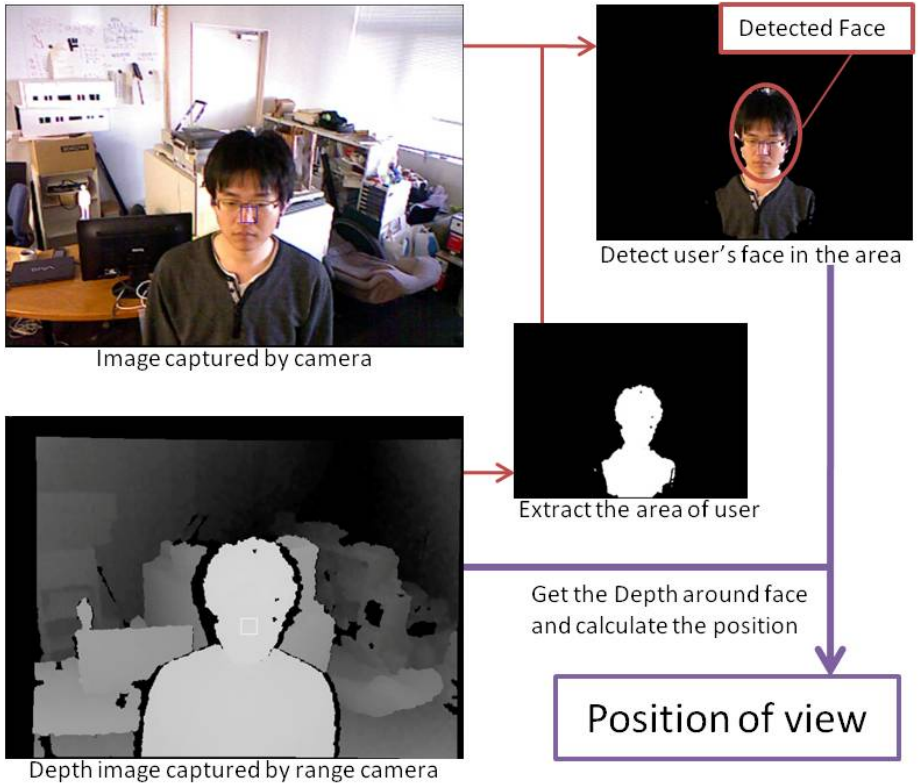 Detected Face
Detect user's face in the area
Image captured by camera
Extract the area of user
Get the Depth around face
and calculate the position
Position of view
Depth image captured by range camera